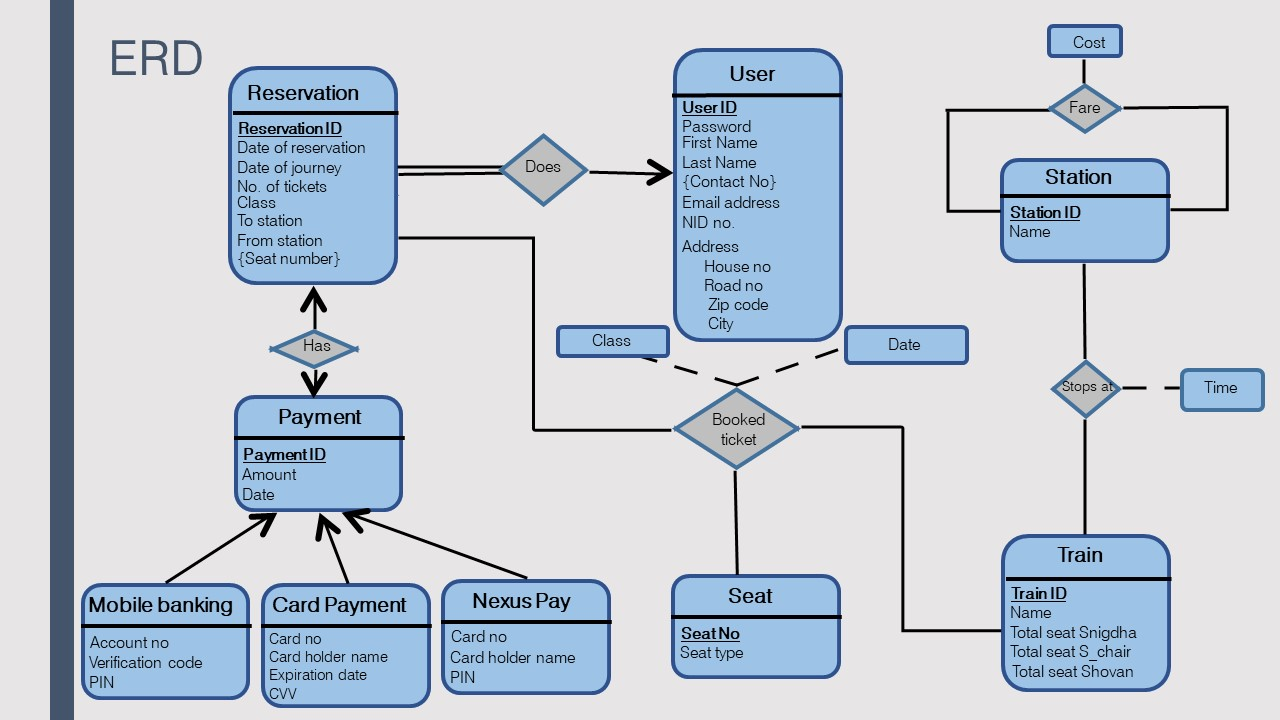 ERD
Reservation
Reservation ID
Date of reservation
Date of journey
No. of tickets
Class
To station
From station
{Seat number}
Does
User
User ID
Password
First Name
Last Name
{Contact No}
Email address
NID no.
Address
House no
Road no
Zip code
City
Cost
Fare
Station
Station ID
Name
Has
Class
Date
Booked
ticket
Stops at
Time
Payment
Payment ID
Amount
Date
Mobile banking
Account no
Verification code
PIN
Card Payment
Card no
Card holder name
Expiration date
CVV
Nexus Pay
Card no
Card holder name
PIN
Seat
Seat No
Seat type
Train
Train ID
Name
Total seat Snigdha
Total seat S_chair
Total seat Shovan